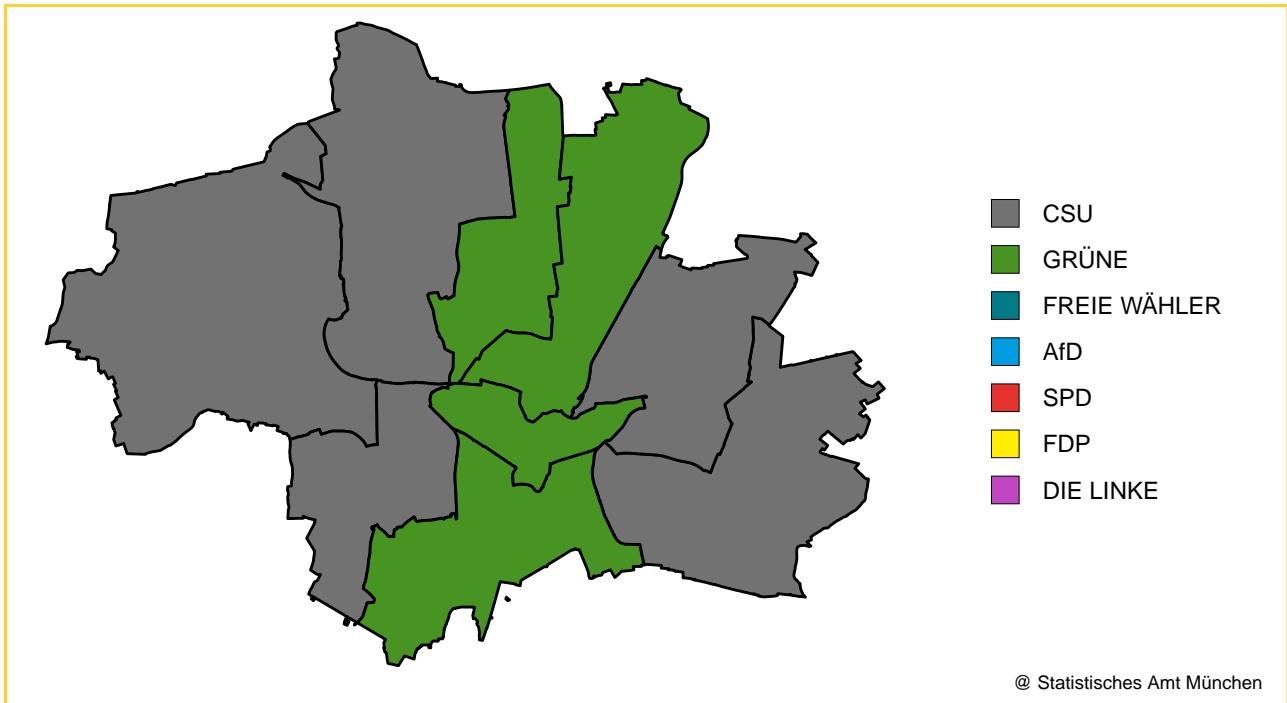 CSU
GRÜNE
FREIE WÄHLER
AfD
SPD
FDP
DIE LINKE
@ Statistisches Amt München